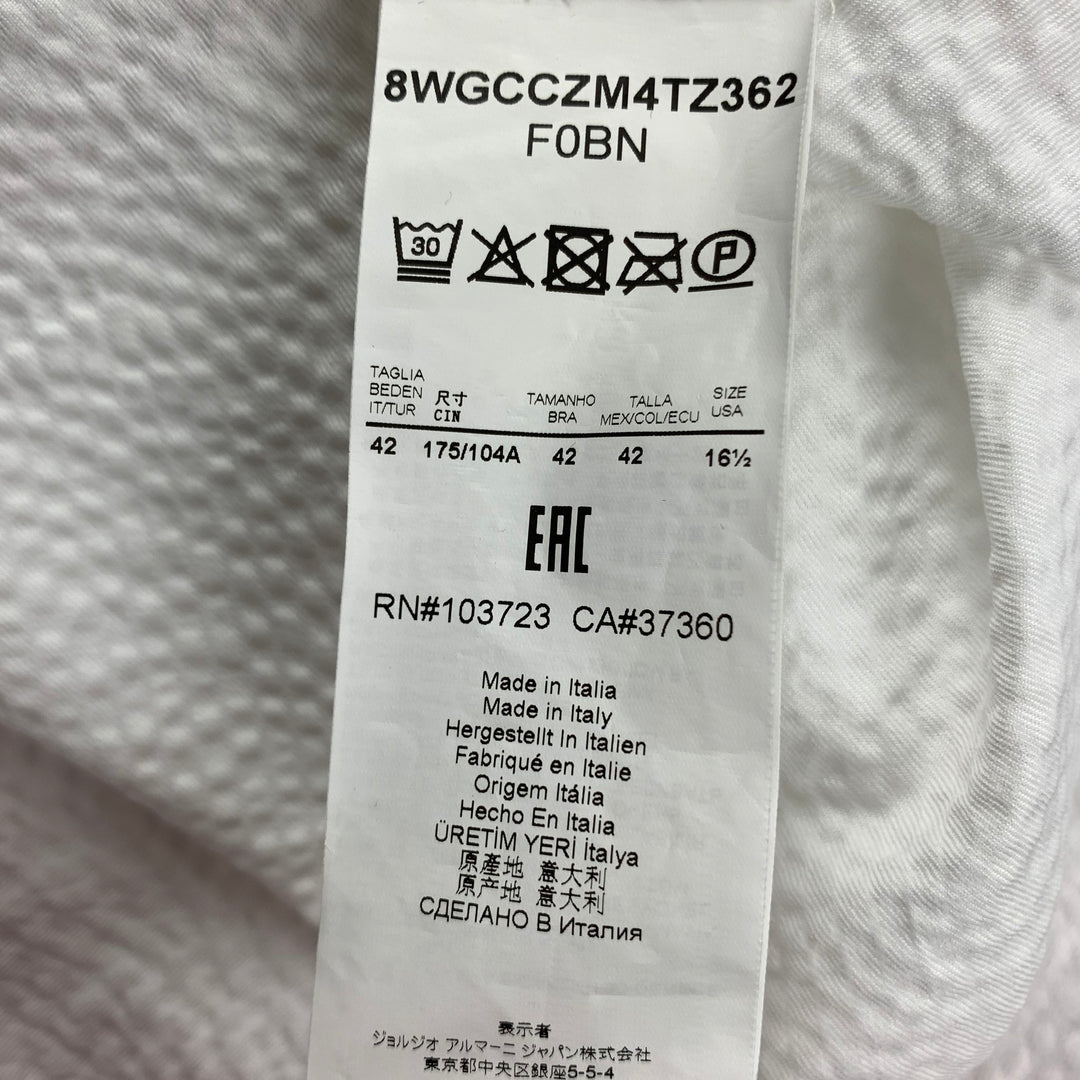 8WGCCZM4TZ362
F0BN
30
P
TAGLIA
BEDEN
IT/TUR
尺寸
CIN
TAMANHO
BRA
TALLA
MEX/COL/ECU
SIZE
USA
42 175/104A 42 42 16½
EAC
RN#103723 CA#37360
Made in Italia
Made in Italy
Hergestellt In Italien
Fabriqué en Italie
Origem Itália
Hecho En Italia
ÜRETİM YERİ İtalya
原產地 意大利
原产地 意大利
СДЕЛАНО В Италия
表示者
ジョルジオ アルマーニ ジャパン株式会社
東京都中央区銀座5-5-4